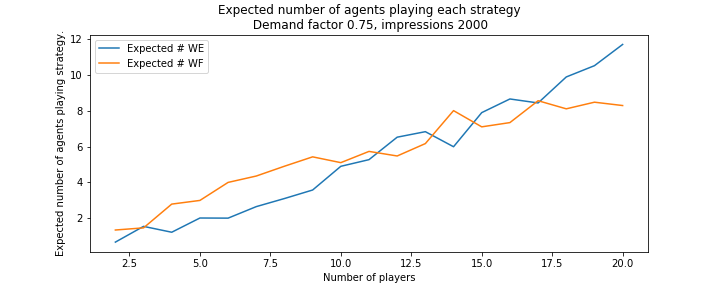 Expected number of agents playing each strategy
Demand factor 0.75, impressions 2000
Expected number of agents playing strategy.
12
10
8
6
4
2
Expected # WE
Expected # WF
2.5 5.0 7.5 10.0 12.5 15.0 17.5 20.0
Number of players